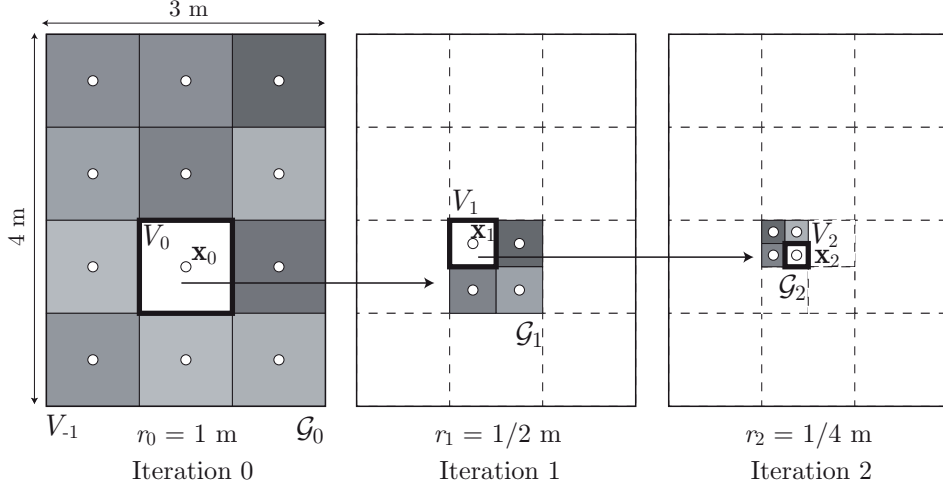 3 m
4 m
V₀
x₀
V₁
x₁
G₁
V₂
x₂
G₂
V₋₁
r₀ = 1 m
G₀
r₁ = 1/2 m
r₂ = 1/4 m
Iteration 0
Iteration 1
Iteration 2